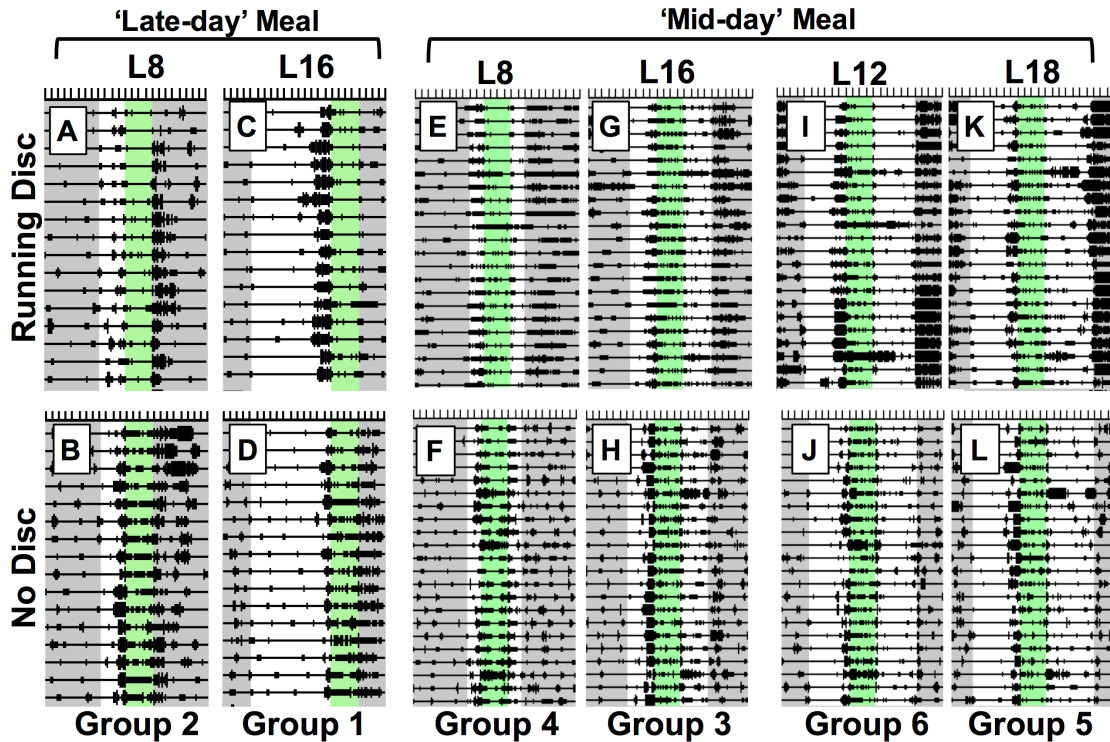 ‘Late-day’ Meal
‘Mid-day’ Meal
L8
L16
L8
L16
L12
L18
Running Disc
A
C
E
G
I
K
No Disc
B
D
F
H
J
L
Group 2
Group 1
Group 4
Group 3
Group 6
Group 5